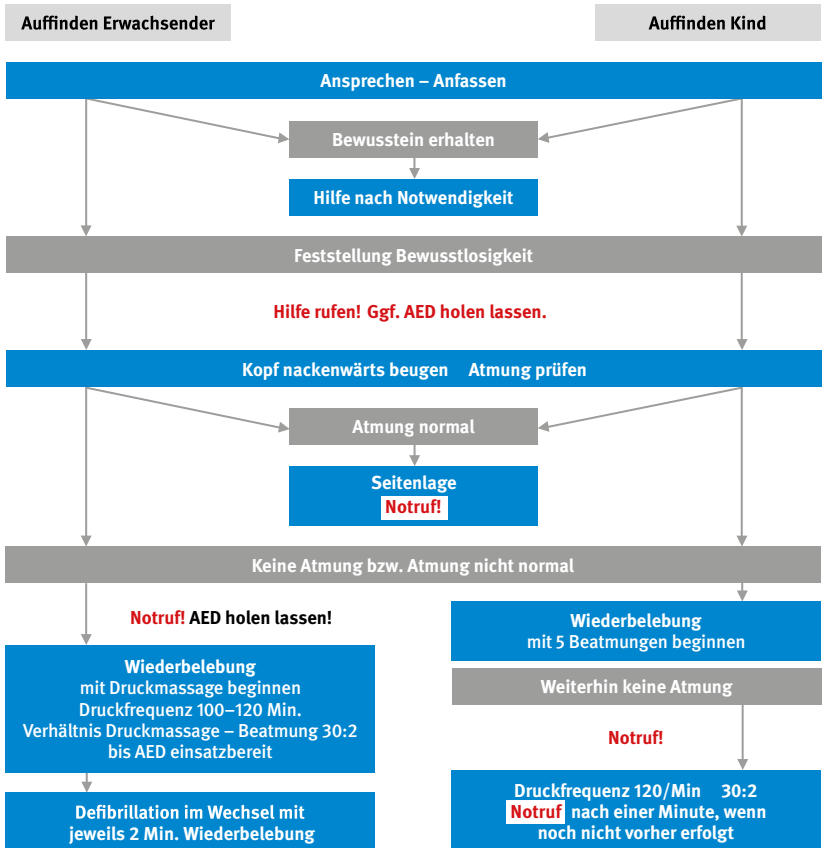 Auffinden Erwachsender
Auffinden Kind
Ansprechen – Anfassen
Bewusstein erhalten
Hilfe nach Notwendigkeit
Feststellung Bewusstlosigkeit
Hilfe rufen! Ggf. AED holen lassen.
Kopf nackenwärts beugen Atmung prüfen
Atmung normal
Seitenlage
Notruf!
Keine Atmung bzw. Atmung nicht normal
Notruf! AED holen lassen!
Wiederbelebung
mit Druckmassage beginnen
Druckfrequenz 100–120 Min.
Verhältnis Druckmassage – Beatmung 30:2
bis AED einsatzbereit
Defibrillation im Wechsel mit
jeweils 2 Min. Wiederbelebung
Wiederbelebung
mit 5 Beatmungen beginnen
Weiterhin keine Atmung
Notruf!
Druckfrequenz 120/Min 30:2
Notruf nach einer Minute, wenn
noch nicht vorher erfolgt